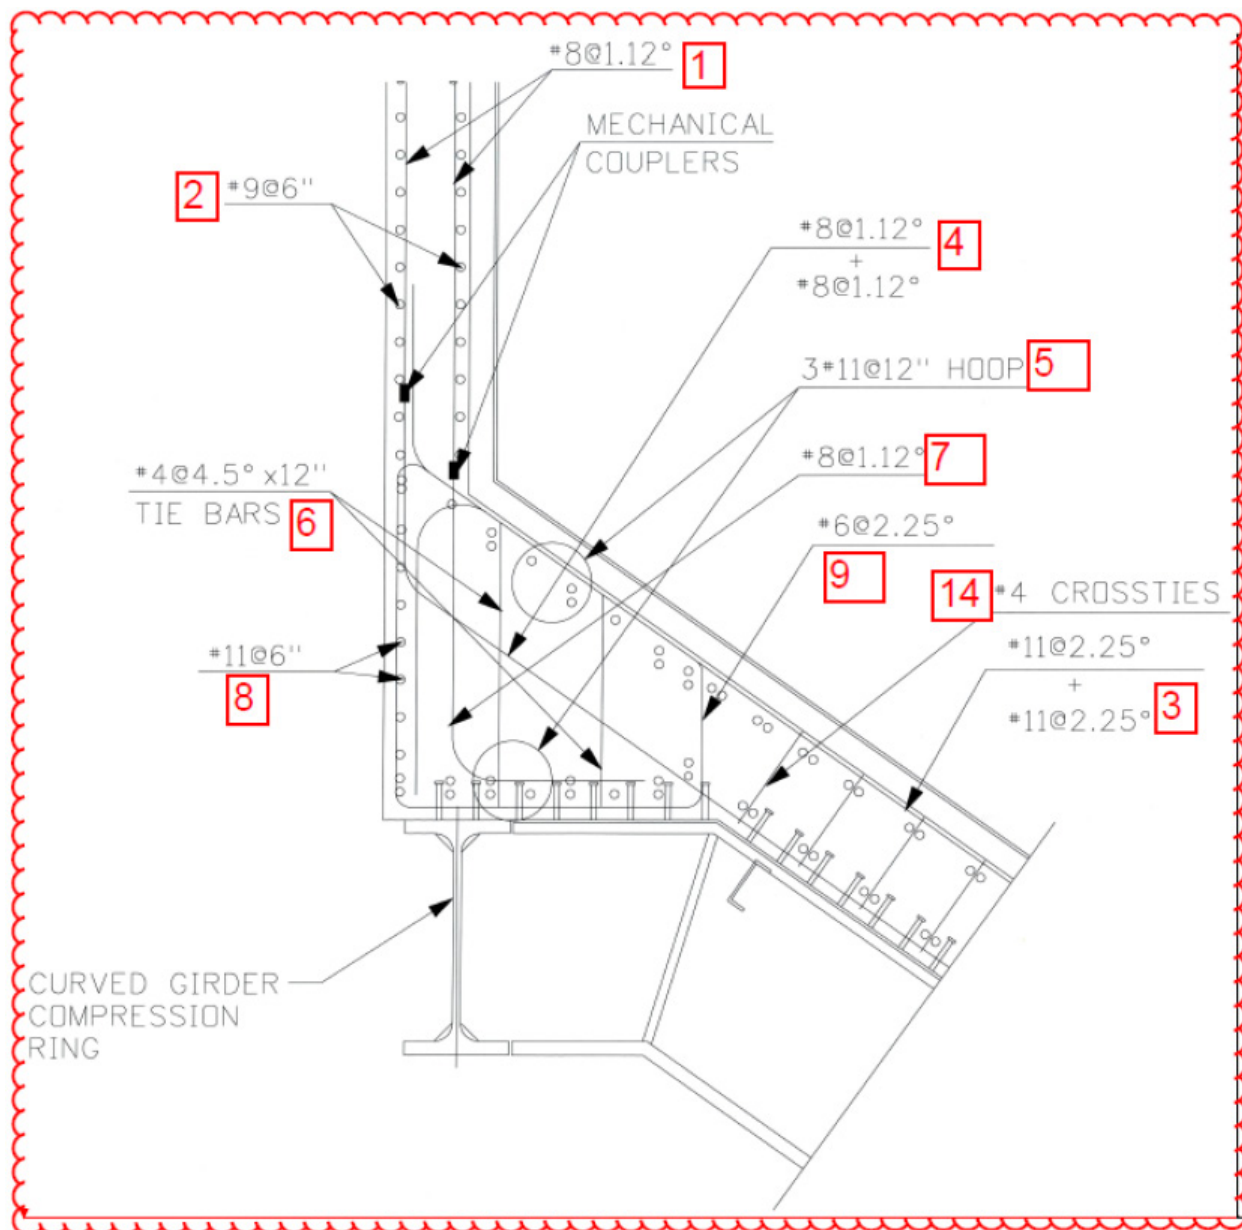 #8@1.12° 1
MECHANICAL
COUPLERS
2 #9@6"
#8@1.12° 4
+
#8@1.12°
3#11@12" HOOP 5
#8@1.12° 7
#4@4.5° x12"
TIE BARS 6
#6@2.25°
9
14 #4 CROSSTIES
#11@6"
8
#11@2.25°
+
#11@2.25° 3
CURVED GIRDER
COMPRESSION
RING